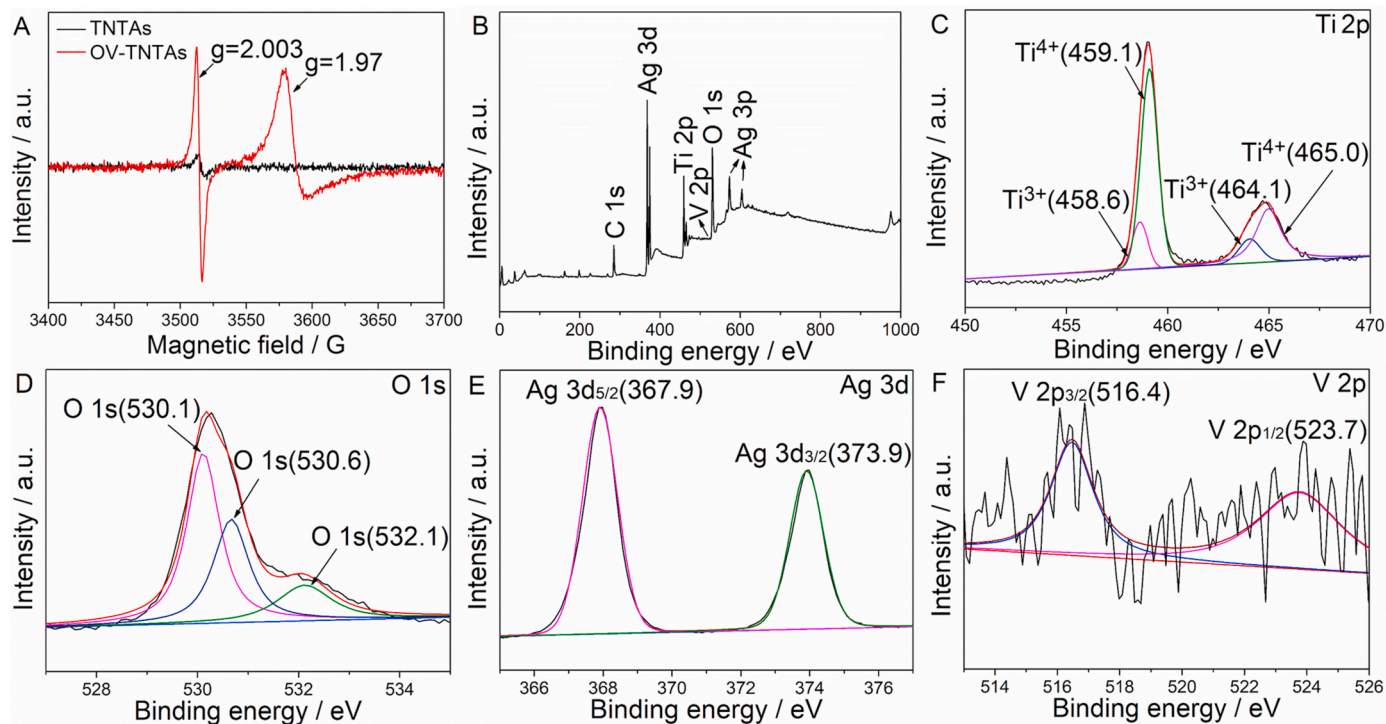 A
TNTAs
OV-TNTAs
g=2.003
g=1.97
Intensity / a.u.
3400 3450 3500 3550 3600 3650 3700
Magnetic field / G
B
Ag 3d
C 1s
Ti 2p
V 2p
O 1s
Ag 3p
Intensity / a.u.
0 200 400 600 800 1000
Binding energy / eV
C
Ti 2p
Ti4+(459.1)
Ti3+(458.6)
Ti3+(464.1)
Ti4+(465.0)
Intensity / a.u.
450 455 460 465 470
Binding energy / eV
D
O 1s
O 1s(530.1)
O 1s(530.6)
O 1s(532.1)
Intensity / a.u.
528 530 532 534
Binding energy / eV
E
Ag 3d
Ag 3d5/2(367.9)
Ag 3d3/2(373.9)
Intensity / a.u.
366 368 370 372 374 376
Binding energy / eV
F
V 2p
V 2p3/2(516.4)
V 2p1/2(523.7)
Intensity / a.u.
514 516 518 520 522 524 526
Binding energy / eV